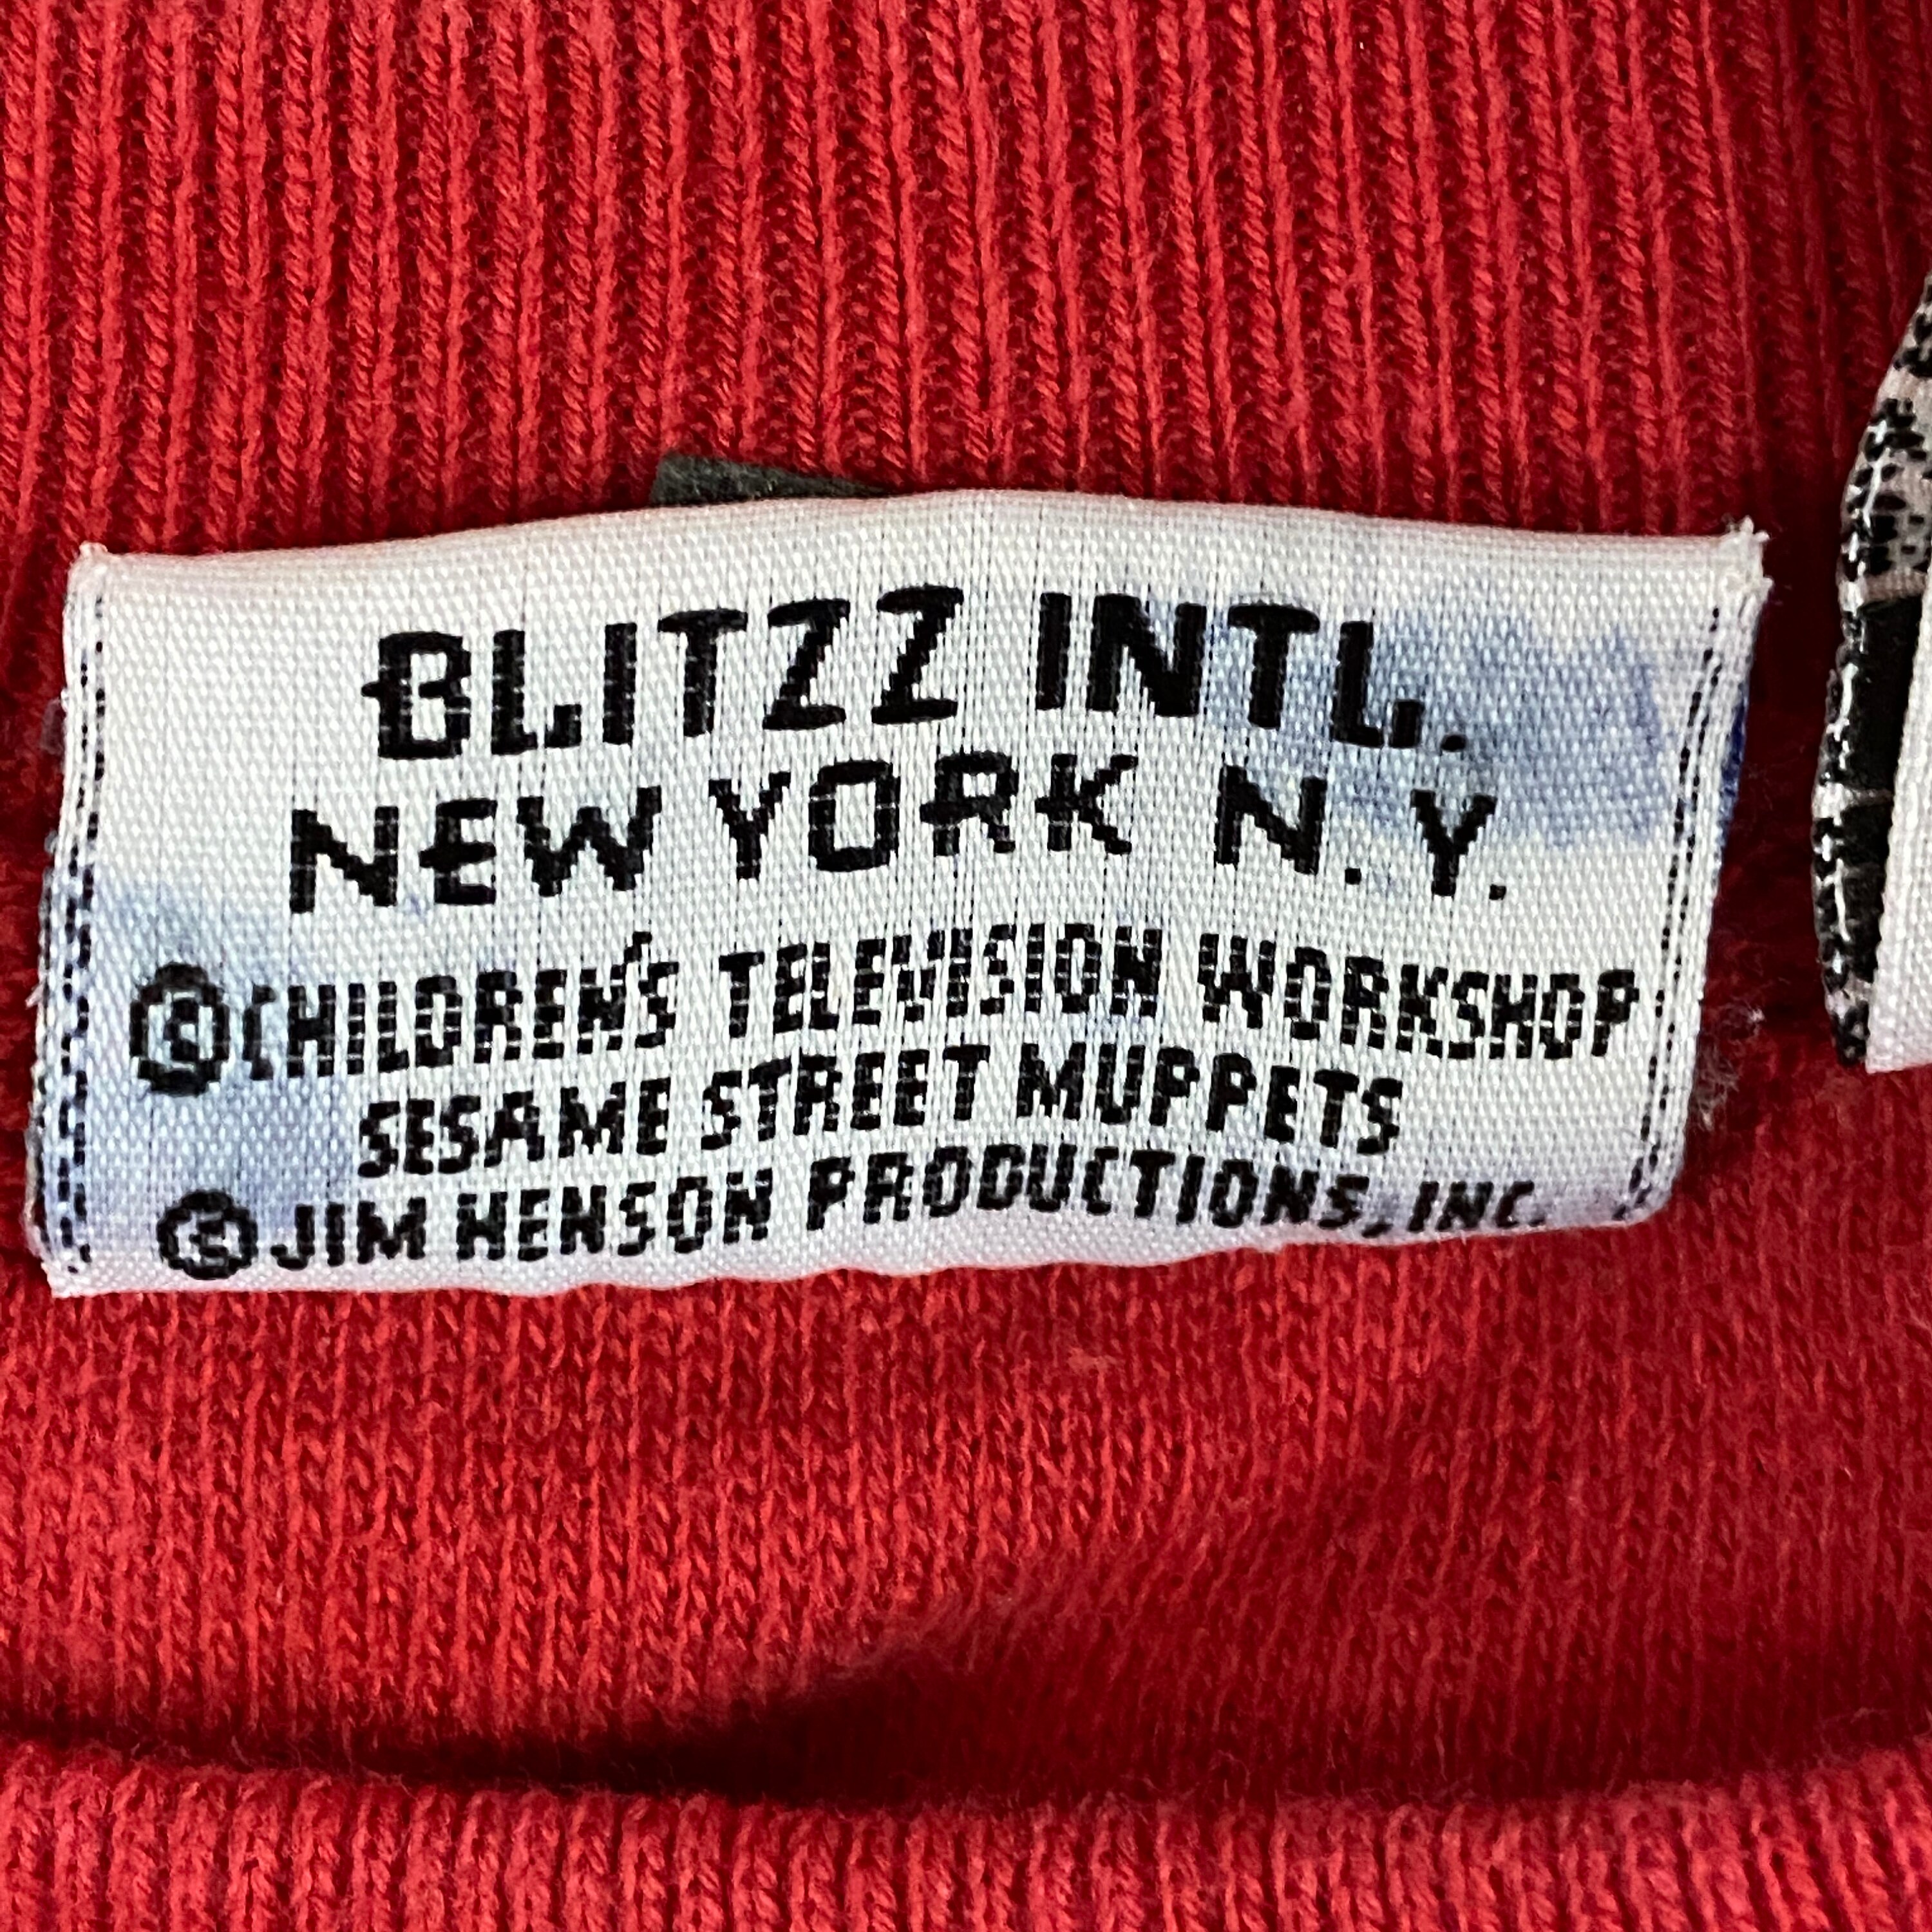 BLITZZ INTL.
NEW YORK N.Y.
©CHILDREN'S TELEVISION WORKSHOP
SESAME STREET MUPPETS
©JIM HENSON PRODUCTIONS, INC.